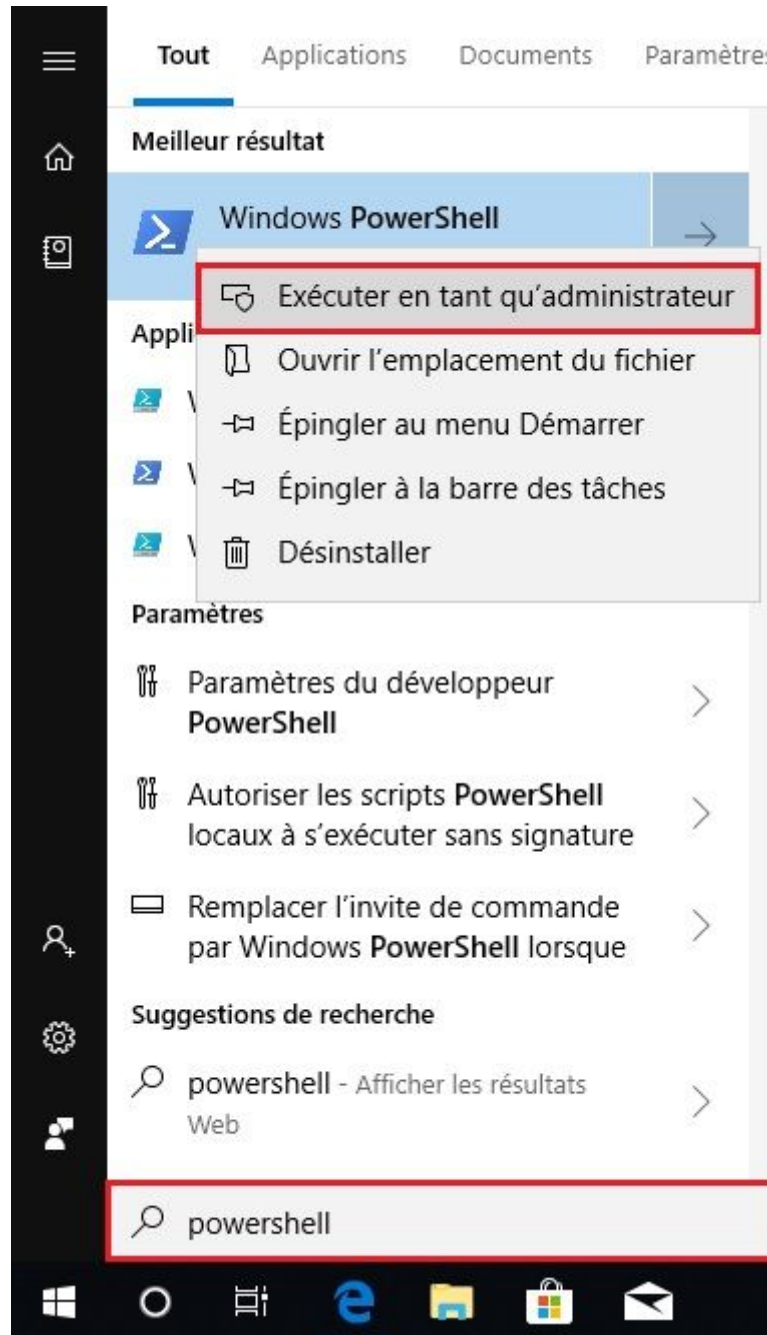 Tout Applications Documents Paramètres
Meilleur résultat
Windows PowerShell
Exécuter en tant qu'administrateur
Appli
Ouvrir l'emplacement du fichier
Épingler au menu Démarrer
Épingler à la barre des tâches
Désinstaller
Paramètres
Paramètres du développeur
PowerShell
Autoriser les scripts PowerShell
locaux à s'exécuter sans signature
Remplacer l'invite de commande
par Windows PowerShell lorsque
Suggestions de recherche
powershell - Afficher les résultats
Web
powershell